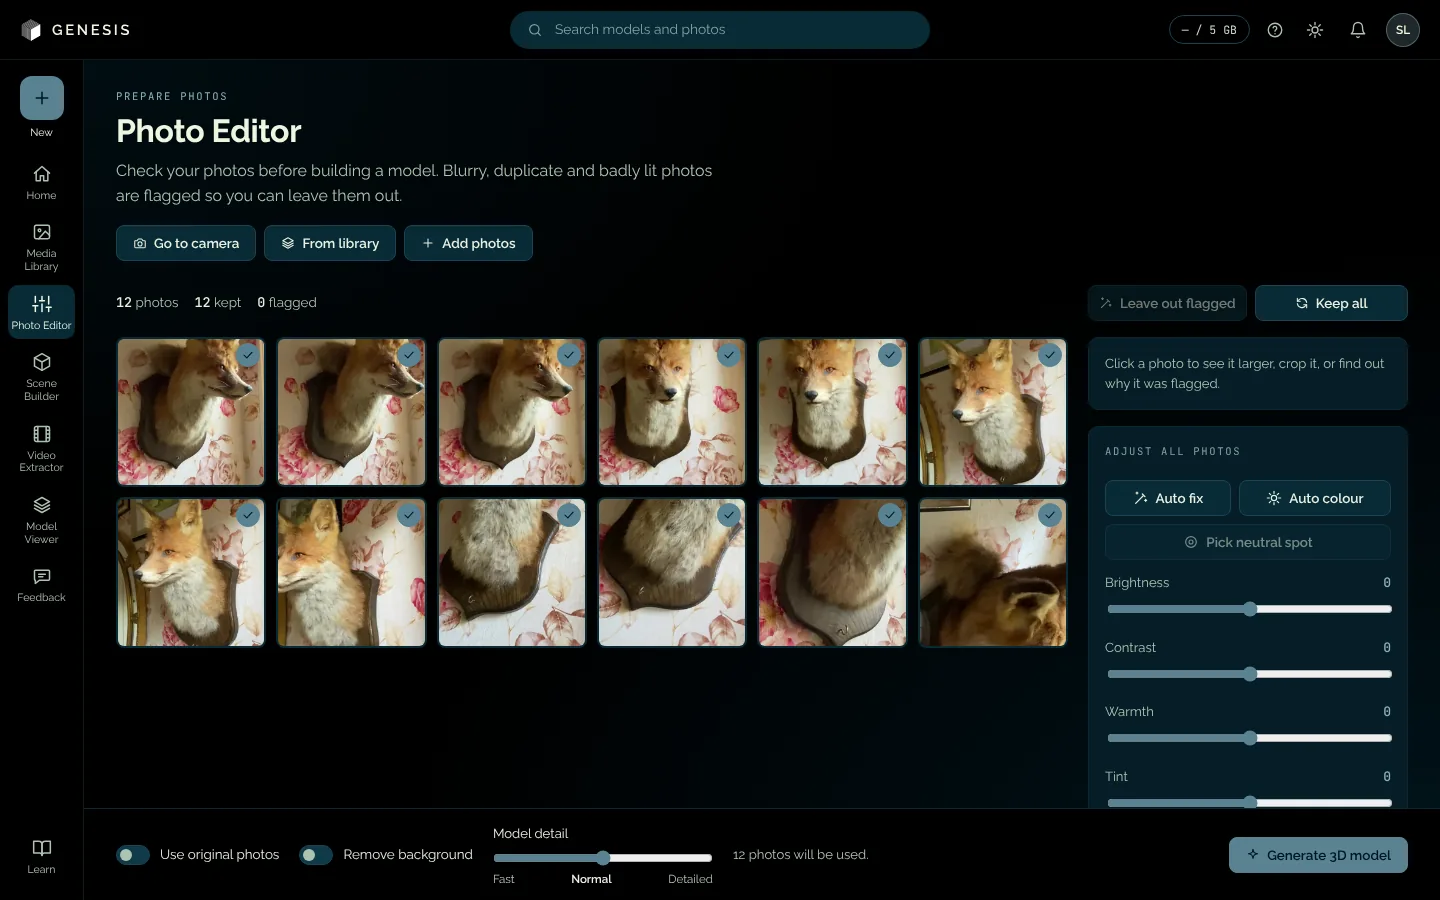 GENESIS
Search models and photos
– / 5 GB
SL
New
Home
Media
Library
Photo Editor
Scene
Builder
Video
Extractor
Model
Viewer
Feedback
Learn
PREPARE PHOTOS
Photo Editor
Check your photos before building a model. Blurry, duplicate and badly lit photos
are flagged so you can leave them out.
Go to camera
From library
Add photos
12 photos 12 kept 0 flagged
Leave out flagged
Keep all
Click a photo to see it larger, crop it, or find out
why it was flagged.
ADJUST ALL PHOTOS
Auto fix
Auto colour
Pick neutral spot
Brightness 0
Contrast 0
Warmth 0
Tint 0
Use original photos
Remove background
Model detail
Fast Normal Detailed
12 photos will be used.
Generate 3D model